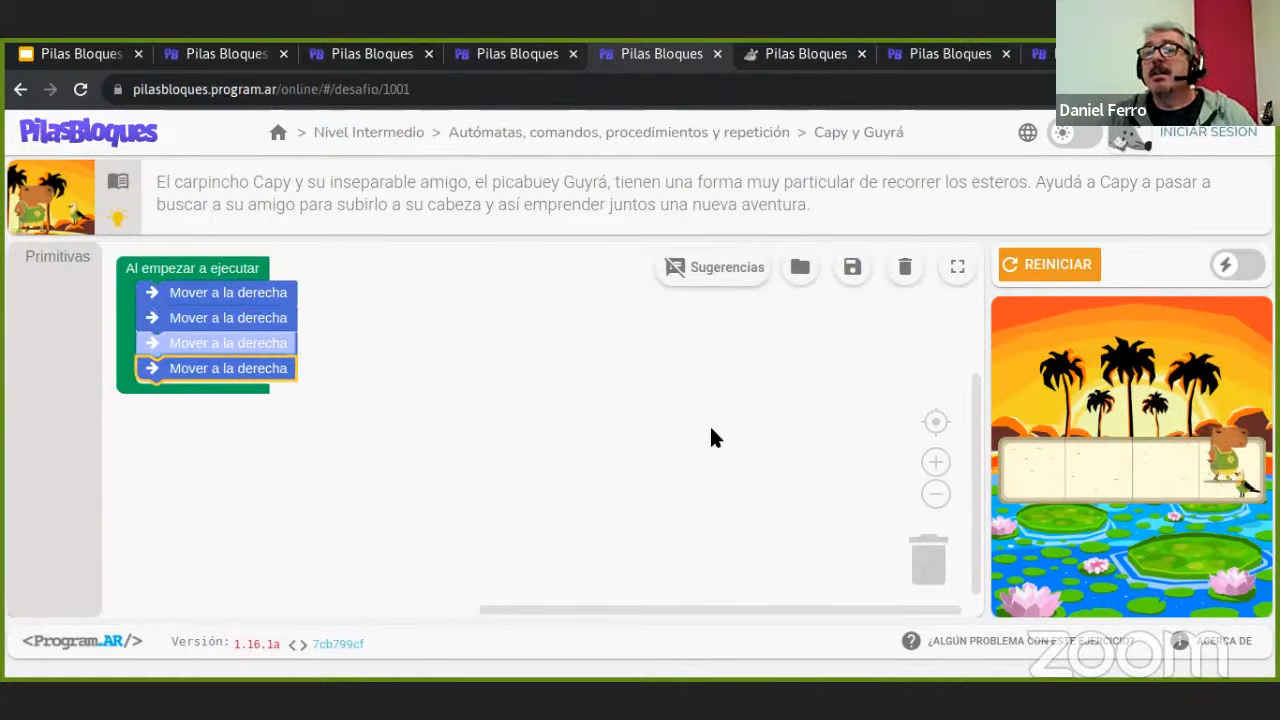 Pilas Bloques × Pilas Bloques × Pilas Bloques × Pilas Bloques × Pilas Bloques × Pilas Bloques × Pilas Bloques ×
Daniel Ferro
pilasbloques.program.ar/online/#/desafio/1001
PilasBloques
> Nivel Intermedio > Autómatas, comandos, procedimientos y repetición > Capy y Guyrá
INICIAR SESIÓN
El carpincho Capy y su inseparable amigo, el picabuey Guyrá, tienen una forma muy particular de recorrer los esteros. Ayudá a Capy a pasar a
buscar a su amigo para subirlo a su cabeza y así emprender juntos una nueva aventura.
Primitivas
Al empezar a ejecutar
Mover a la derecha
Mover a la derecha
Mover a la derecha
Mover a la derecha
Sugerencias
REINICIAR
<Program.AR/>
Versión: 1.16.1a <> 7cb799cf
¿ALGÚN PROBLEMA CON ESTE EJERCICIO?
ACERCA DE
zoom